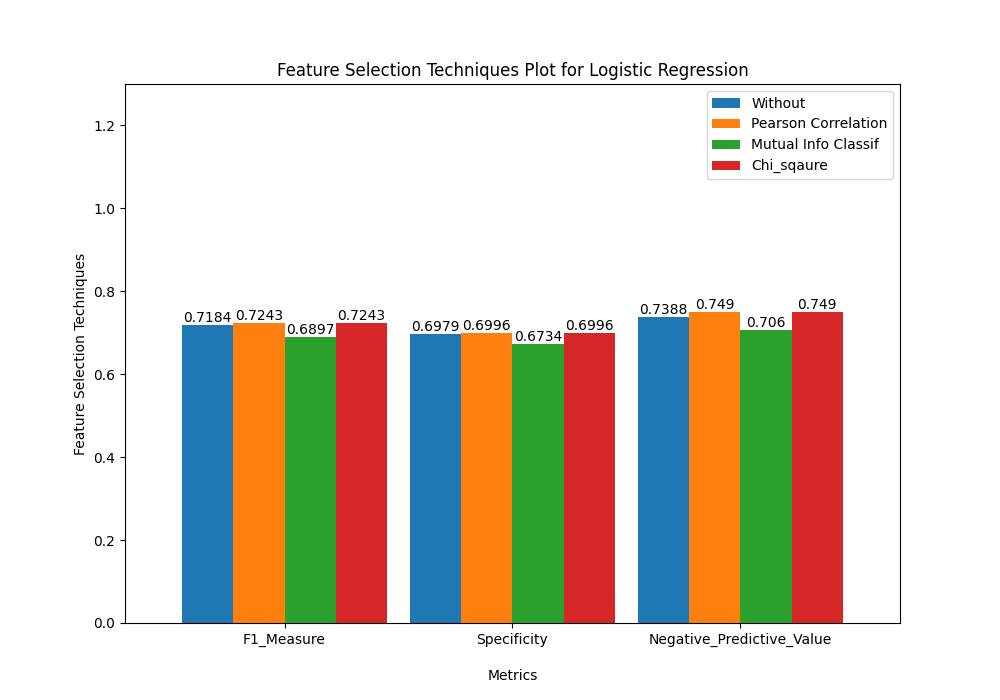 Feature Selection Techniques Plot for Logistic Regression
Without
Pearson Correlation
Mutual Info Classif
Chi_sqaure
1.2
1.0
0.8
0.6
0.4
0.2
0.0
Feature Selection Techniques
0.7184 0.7243 0.6897 0.7243 0.6979 0.6996 0.6734 0.6996 0.7388 0.749 0.706 0.749
F1_Measure Specificity Negative_Predictive_Value
Metrics